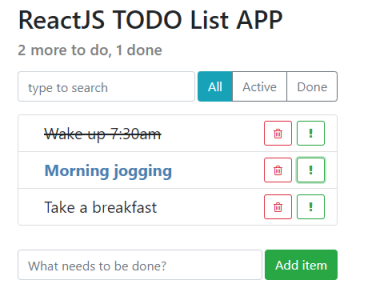 ReactJS TODO List APP
2 more to do, 1 done
type to search All Active Done
Wake up 7:30am
Morning jogging
Take a breakfast
What needs to be done? Add item